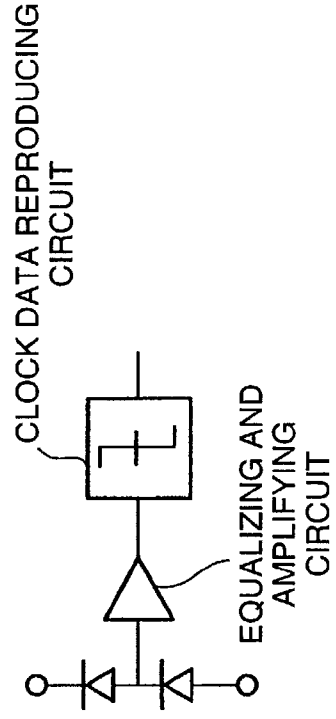 CLOCK DATA REPRODUCING
CIRCUIT
EQUALIZING AND
AMPLIFYING
CIRCUIT